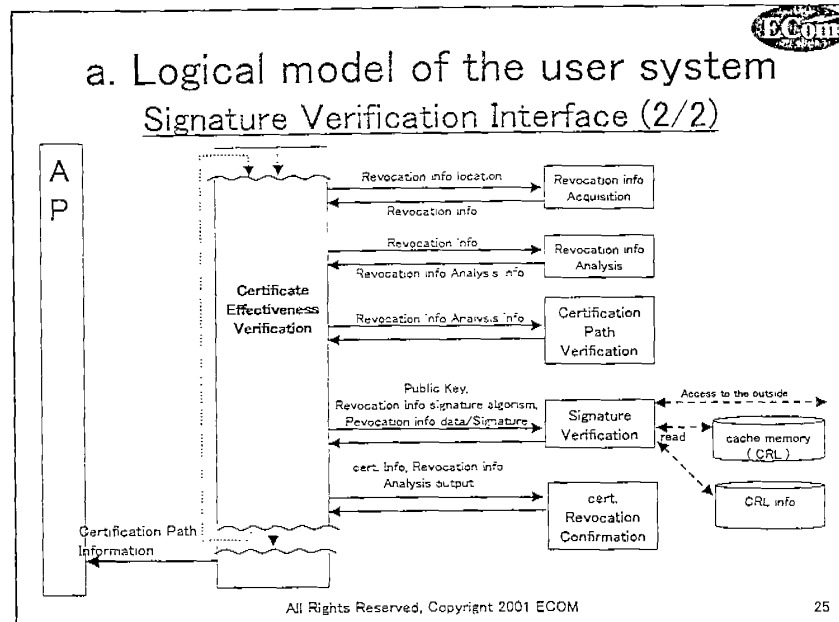 ECom
a. Logical model of the user system
Signature Verification Interface (2/2)
A
P
Revocation info location
Revocation info
Acquisition
Revocation info
Revocation info
Revocation info
Analysis
Revocation info Analysis info
Certificate
Effectiveness
Verification
Revocation info Analysis info
Certification
Path
Verification
Public Key,
Revocation info signature algorism,
Revocation info data/Signature
Signature
Verification
Access to the outside
read
cache memory
( CRL )
cert. Info, Revocation info
Analysis output
cert.
Revocation
Confirmation
CRL info
Certification Path
Information
All Rights Reserved, Copyright 2001 ECOM
25